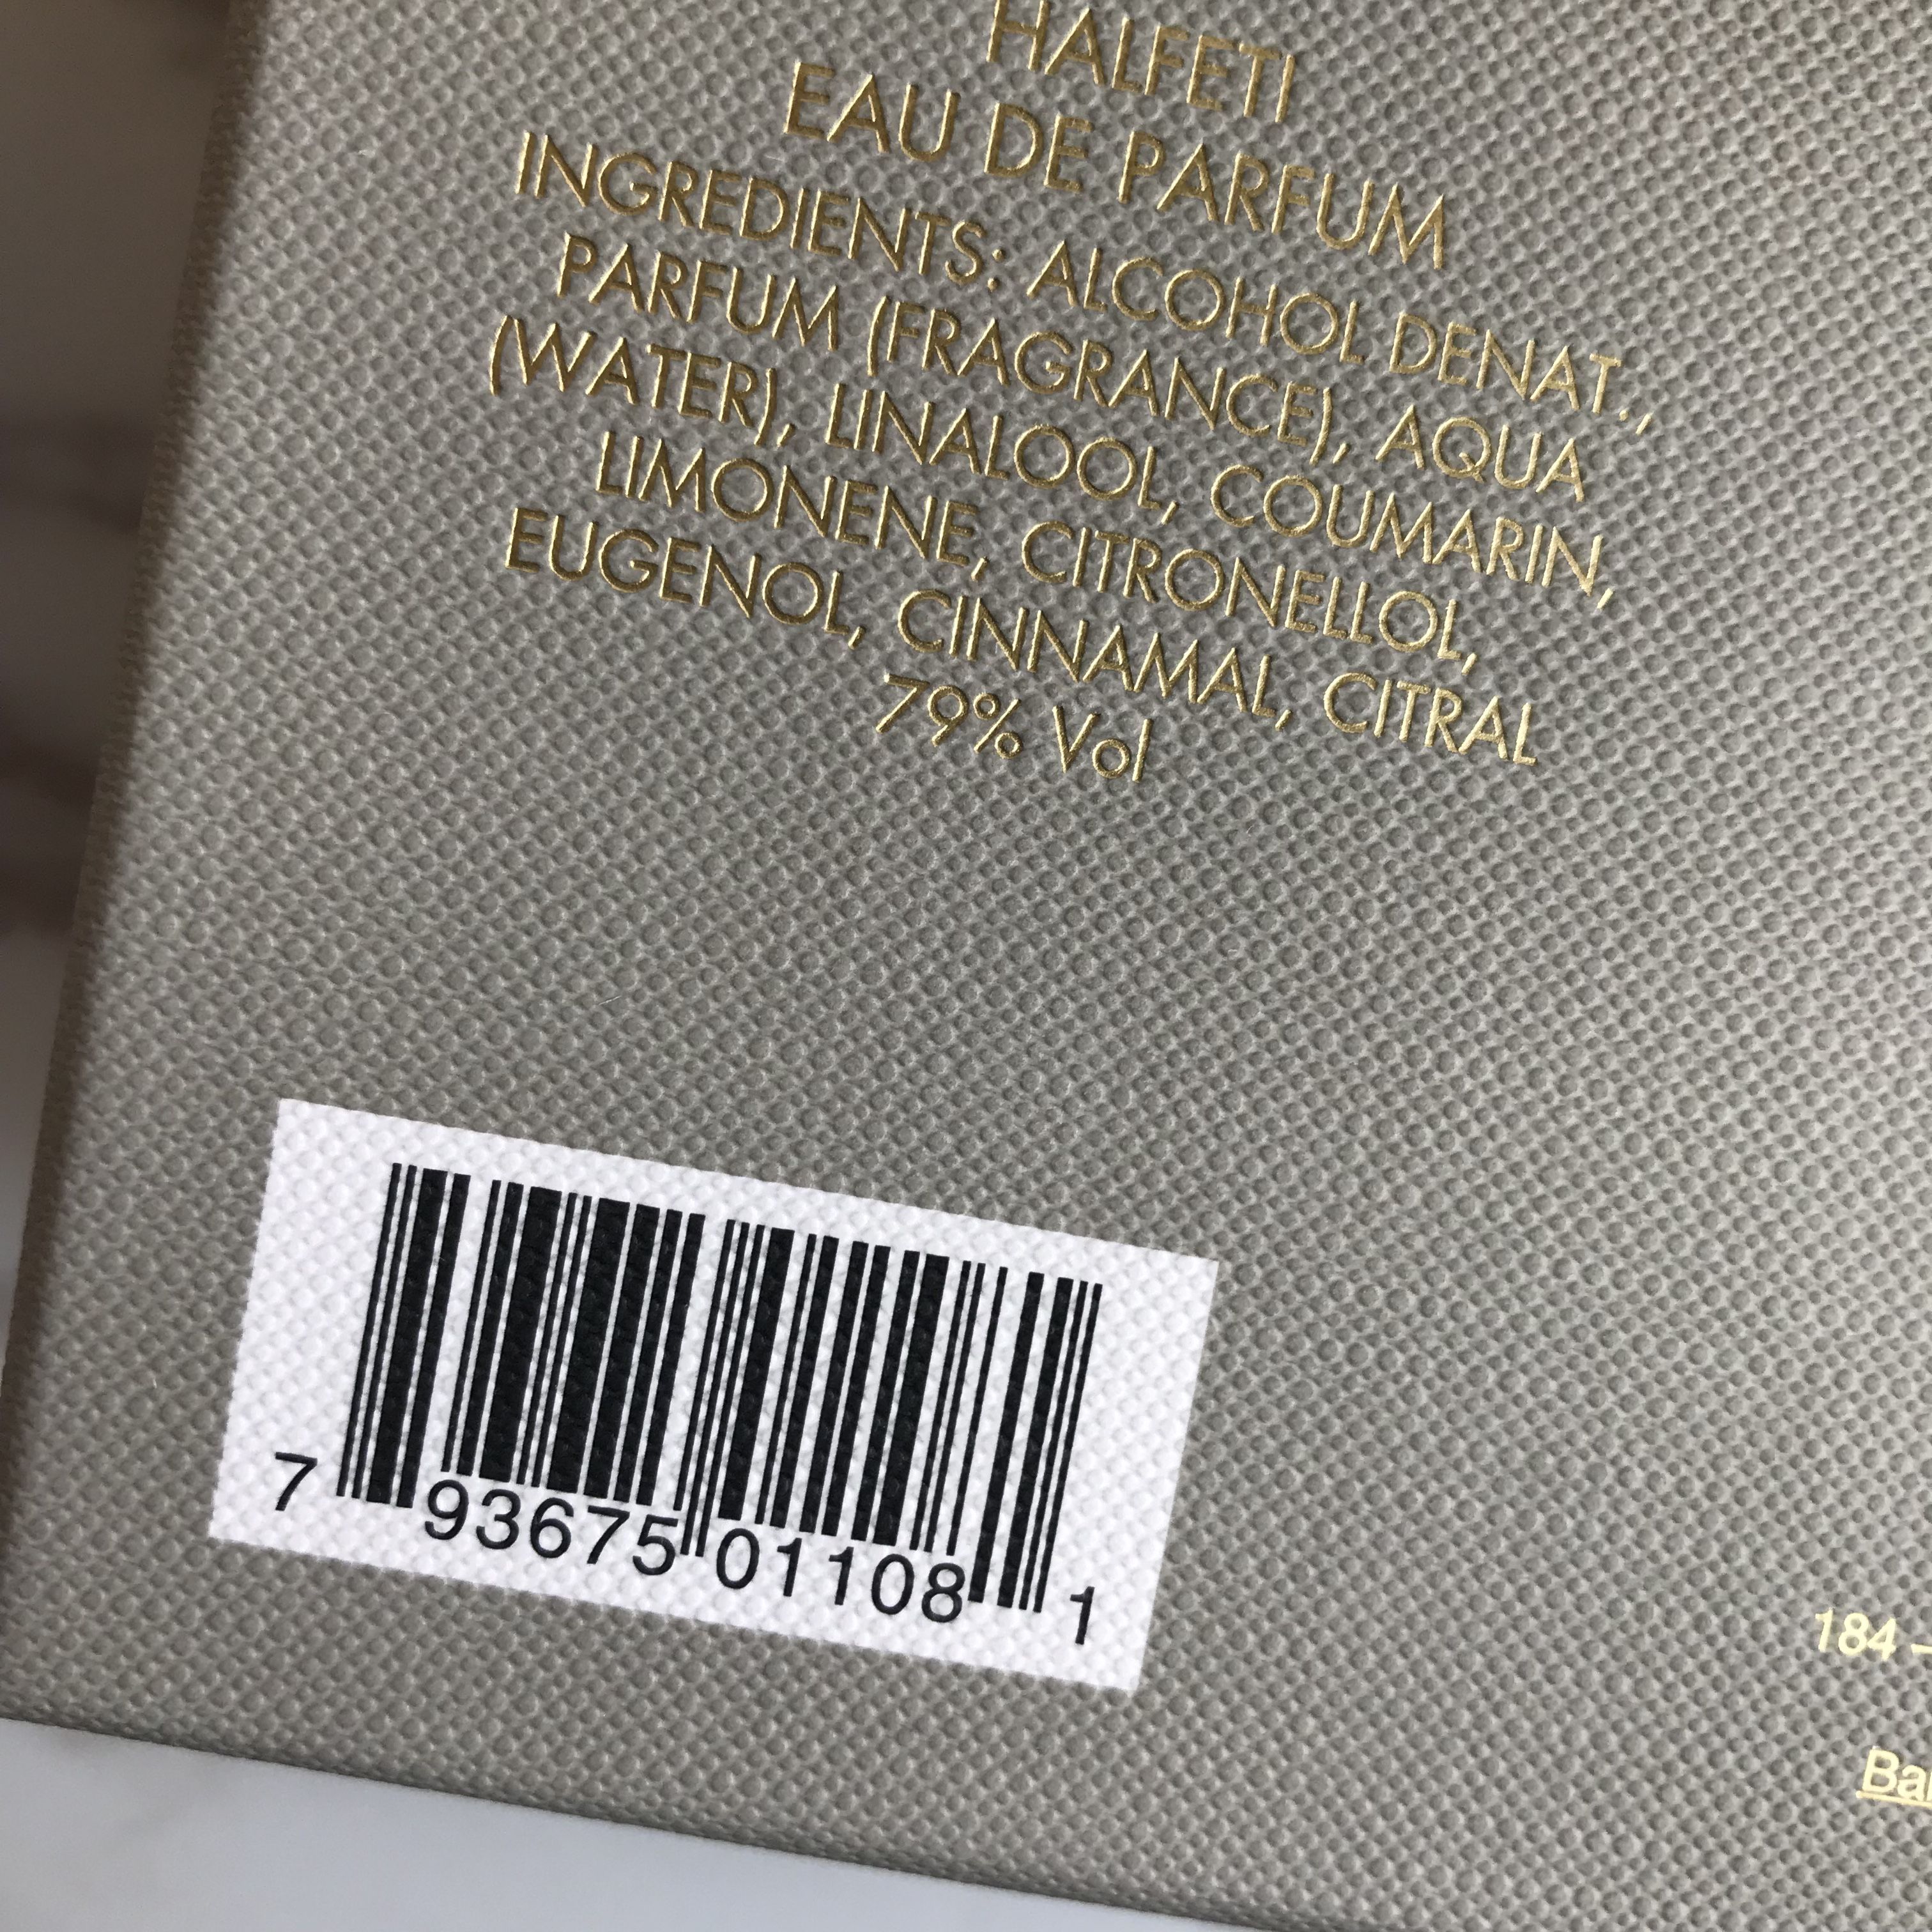 HALFETI
EAU DE PARFUM
INGREDIENTS: ALCOHOL DENAT.,
PARFUM (FRAGRANCE), AQUA
(WATER), LINALOOL, COUMARIN,
LIMONENE, CITRONELLOL,
EUGENOL, CINNAMAL, CITRAL
79% Vol
7 93675 01108 1
184 –